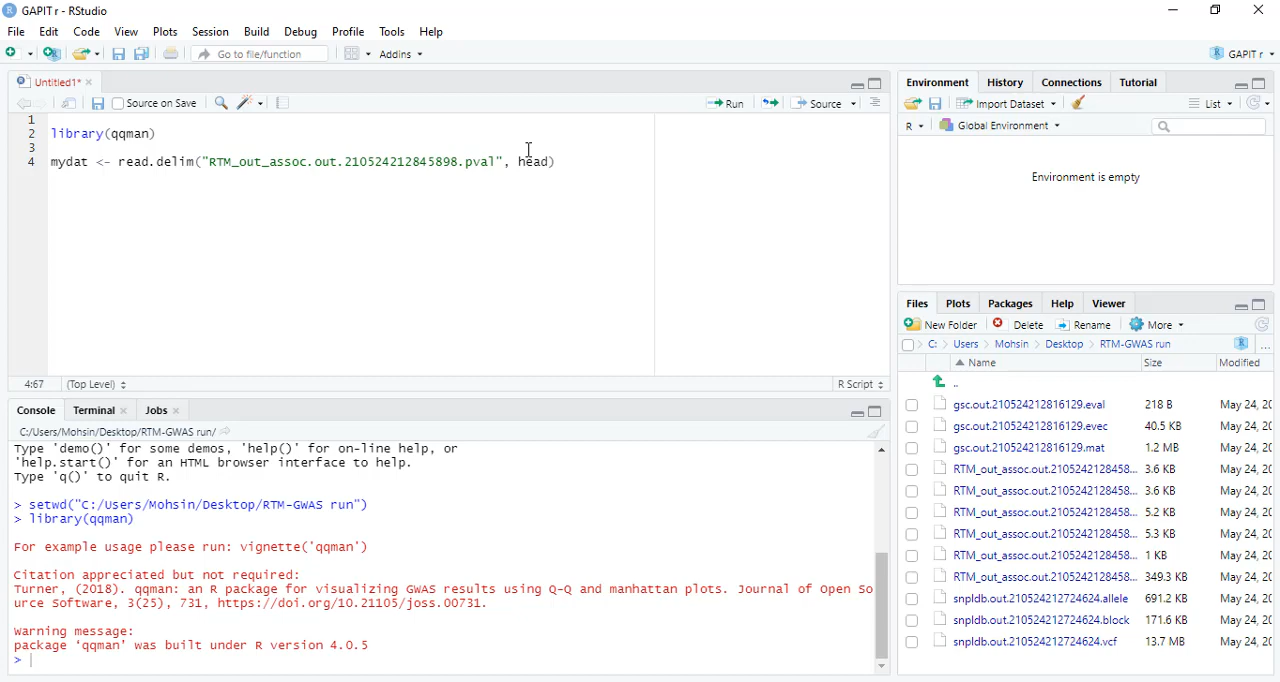 GAPIT r - RStudio
File Edit Code View Plots Session Build Debug Profile Tools Help
Go to file/function Addins GAPIT r
Untitled1*
Source on Save Run Source
1
2 library(qqman)
3
4 mydat <- read.delim("RTM_out_assoc.out.210524212845898.pval", head)
4:67 (Top Level) R Script
Console Terminal Jobs
C:/Users/Mohsin/Desktop/RTM-GWAS run/
Type 'demo()' for some demos, 'help()' for on-line help, or
'help.start()' for an HTML browser interface to help.
Type 'q()' to quit R.
> setwd("C:/Users/Mohsin/Desktop/RTM-GWAS run")
> library(qqman)
For example usage please run: vignette('qqman')
Citation appreciated but not required:
Turner, (2018). qqman: an R package for visualizing GWAS results using Q-Q and manhattan plots. Journal of Open So
urce Software, 3(25), 731, https://doi.org/10.21105/joss.00731.
Warning message:
package ‘qqman’ was built under R version 4.0.5
>
Environment History Connections Tutorial
Import Dataset List
R Global Environment
Environment is empty
Files Plots Packages Help Viewer
New Folder Delete Rename More
C: Users Mohsin Desktop RTM-GWAS run ...
Name Size Modified
..
gsc.out.210524212816129.eval 218 B May 24, 20
gsc.out.210524212816129.evec 40.5 KB May 24, 20
gsc.out.210524212816129.mat 1.2 MB May 24, 20
RTM_out_assoc.out.2105242128458... 3.6 KB May 24, 20
RTM_out_assoc.out.2105242128458... 3.6 KB May 24, 20
RTM_out_assoc.out.2105242128458... 5.2 KB May 24, 20
RTM_out_assoc.out.2105242128458... 5.3 KB May 24, 20
RTM_out_assoc.out.2105242128458... 1 KB May 24, 20
RTM_out_assoc.out.2105242128458... 349.3 KB May 24, 20
snpldb.out.210524212724624.allele 691.2 KB May 24, 20
snpldb.out.210524212724624.block 171.6 KB May 24, 20
snpldb.out.210524212724624.vcf 13.7 MB May 24, 20